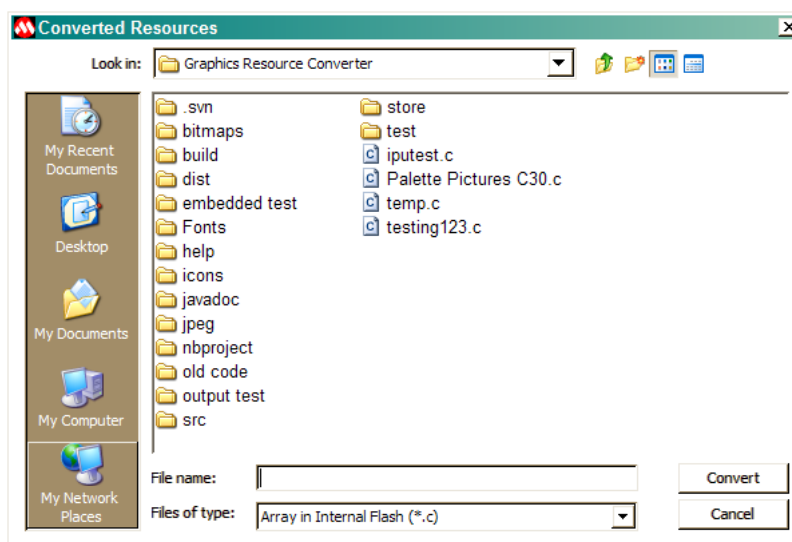 Converted Resources
Look in:
Graphics Resource Converter
My Recent
Documents
Desktop
My Documents
My Computer
My Network
Places
.svn
bitmaps
build
dist
embedded test
Fonts
help
icons
javadoc
jpeg
nbproject
old code
output test
src
store
test
iputest.c
Palette Pictures C30.c
temp.c
testing123.c
File name:
Convert
Files of type:
Array in Internal Flash (*.c)
Cancel